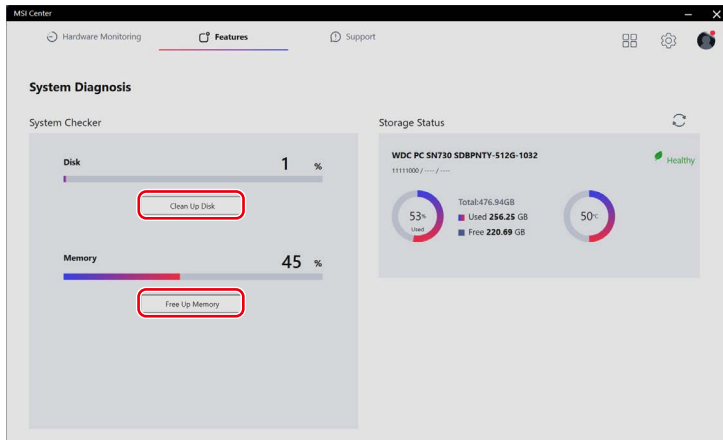 MSI Center
Hardware Monitoring
Features
Support
System Diagnosis
System Checker
Disk
1 %
Clean Up Disk
Memory
45 %
Free Up Memory
Storage Status
WDC PC SN730 SDBPNTY-512G-1032
11111000 / ---- / ----
Healthy
53%
Used
Total:476.94GB
Used 256.25 GB
Free 220.69 GB
50°C